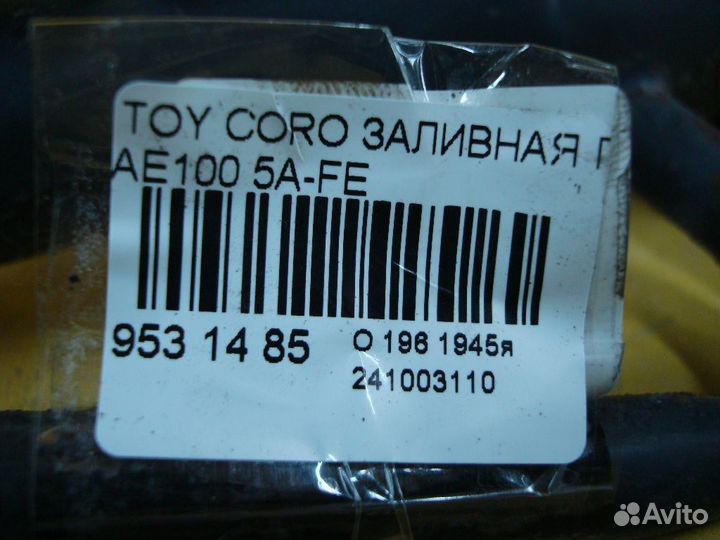 TOY CORO ЗАЛИВНАЯ Г
AE100 5A-FE
953 14 85
O 196 1945я
241003110
Avito